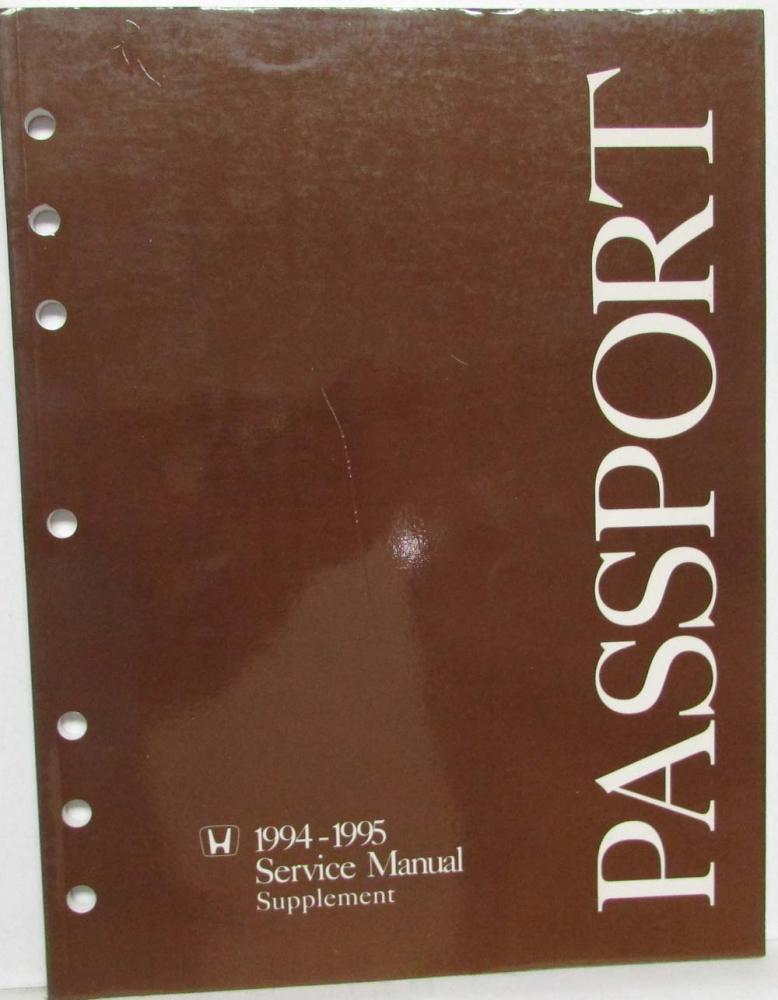 PASSPORT
1994-1995
Service Manual
Supplement